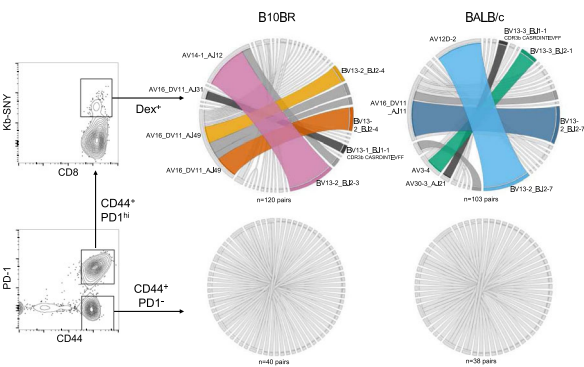 B10BR
BALB/c
Kb-SNY
CD8
Dex⁺
CD44⁺
PD1ʰⁱ
PD-1
CD44
CD44⁺
PD1⁻
AV14-1_AJ12
AV16_DV11_AJ31
AV16_DV11_AJ49
AV16_DV11_AJ49
BV13-2_BJ2-4
BV13-
2_BJ2-4
BV13-1_BJ1-1
CDR3b CASRDINTEVFF
BV13-2_BJ2-3
n=120 pairs
AV12D-2
BV13-3_BJ1-1
CDR3b CASRDINTEVFF
BV13-3_BJ2-1
AV16_DV11
_AJ11
BV13-
2_BJ2-7
AV3-4
AV30-3_AJ21
BV13-2_BJ2-7
n=103 pairs
n=40 pairs
n=38 pairs